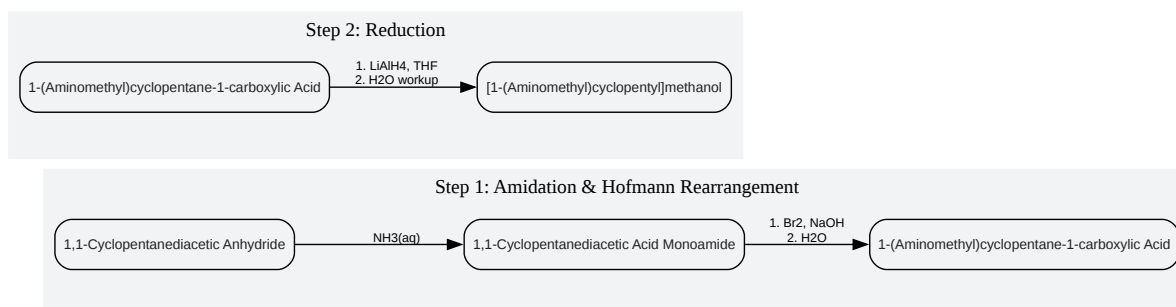 Step 2: Reduction
1-(Aminomethyl)cyclopentane-1-carboxylic Acid
1. LiAlH4, THF
2. H2O workup
[1-(Aminomethyl)cyclopentyl]methanol
Step 1: Amidation & Hofmann Rearrangement
1,1-Cyclopentanediacetic Anhydride
NH3(aq)
1,1-Cyclopentanediacetic Acid Monoamide
1. Br2, NaOH
2. H2O
1-(Aminomethyl)cyclopentane-1-carboxylic Acid